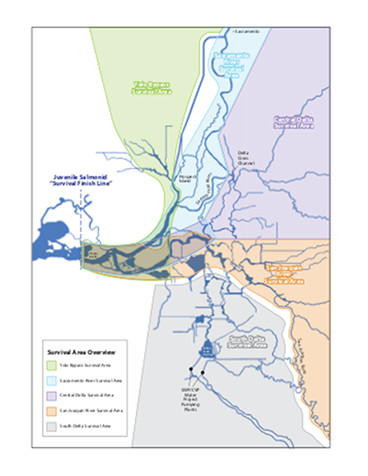 Sacramento
Yolo Bypass
Survival Area
Sacramento
River
Survival
Area
Central Delta
Survival Area
Delta
Cross
Channel
Prospect
Island
Juvenile Salmonid
"Survival Finish Line"
San Joaquin
River
Survival Area
South Delta
Survival Area
SWP/CVP
Water
Project
Pumping
Plants
Survival Area Overview
Yolo Bypass Survival Area
Sacramento River Survival Area
Central Delta Survival Area
San Joaquin River Survival Area
South Delta Survival Area